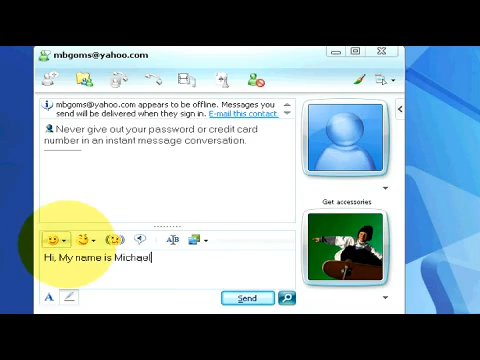 mbgoms@yahoo.com
mbgoms@yahoo.com appears to be offline. Messages you
send will be delivered when they sign in. E-mail this contact
Never give out your password or credit card
number in an instant message conversation.
Get accessories
AB
Hi, My name is Michael
A
Send